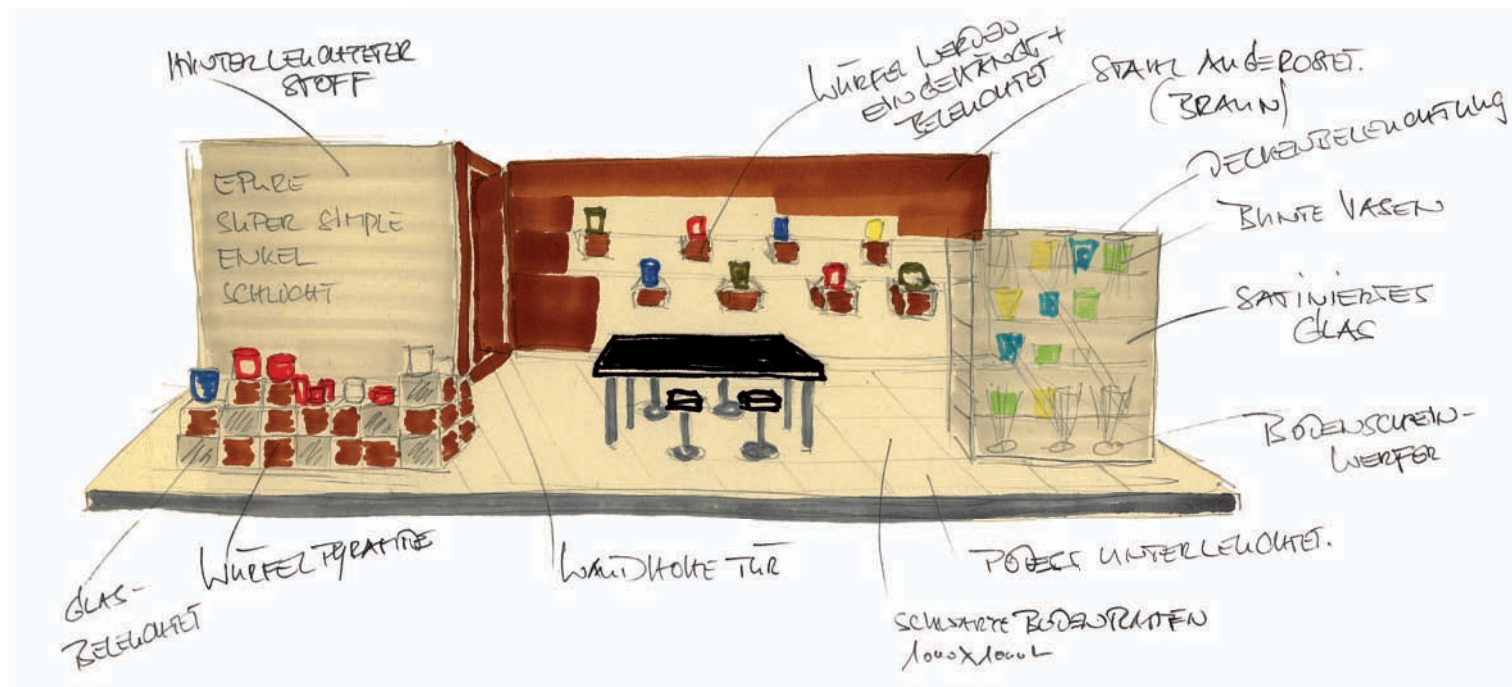 HINTERLEUCHTETER
STOFF
WÜRFEL WERDEN
EINGEHÄNGT +
BELEUCHTET
STAHL ANGEROSTET.
(BRAUN)
DECKENBELEUCHTUNG
BUNTE VASEN
SATINIERTES
GLAS
BODENSCHEIN-
WERFER
EPURE
SUPER SIMPLE
ENKEL
SCHLICHT
GLAS-
BELEUCHTET
WÜRFELPYRAMIDE
WANDHOHE TÜR
PODEST UNTERLEUCHTET.
SCHWARZE BODENPLATTEN
1000X1000